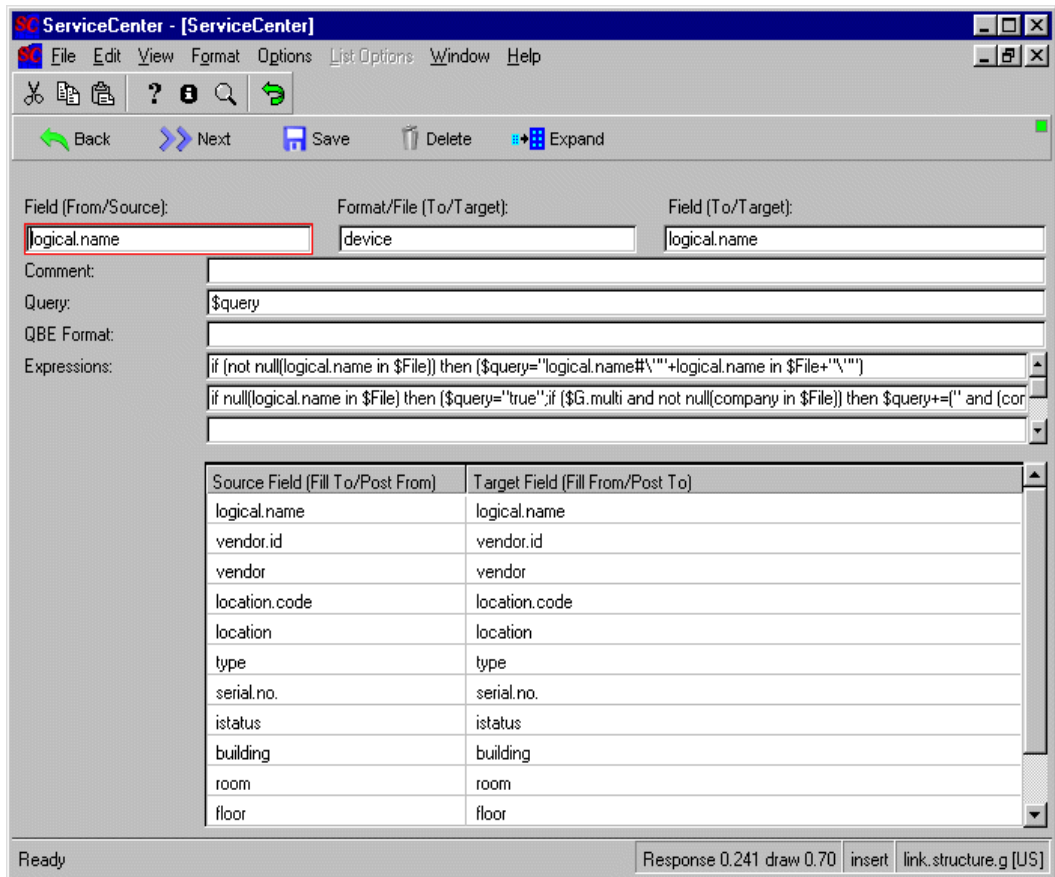 SC ServiceCenter - [ServiceCenter]
SC File Edit View Format Options List Options Window Help
? i
Back Next Save Delete Expand
Field (From/Source): Format/File (To/Target): Field (To/Target):
logical.name device logical.name
Comment:
Query: $query
QBE Format:
Expressions: if (not null(logical.name in $File)) then ($query="logical.name#\""+logical.name in $File+"\"")
if null(logical.name in $File) then ($query="true";if ($G.multi and not null(company in $File)) then $query+=(" and (cor
Source Field (Fill To/Post From) Target Field (Fill From/Post To)
logical.name logical.name
vendor.id vendor.id
vendor vendor
location.code location.code
location location
type type
serial.no. serial.no.
istatus istatus
building building
room room
floor floor
Ready Response 0.241 draw 0.70 insert link.structure.g [US]